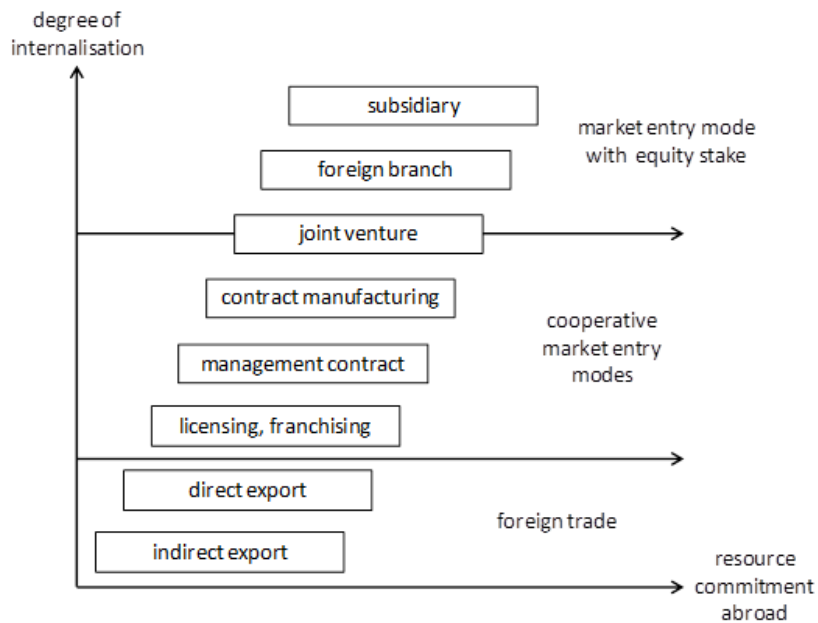 degree of
internalisation
subsidiary
market entry mode
with equity stake
foreign branch
joint venture
contract manufacturing
cooperative
market entry
modes
management contract
licensing, franchising
direct export
foreign trade
indirect export
resource
commitment
abroad